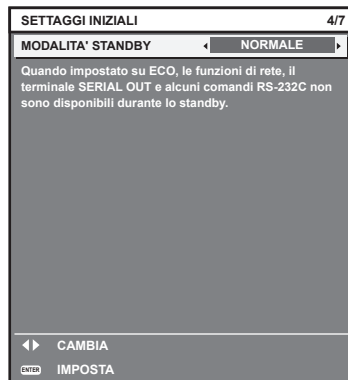 SETTAGGI INIZIALI 4/7
MODALITA' STANDBY NORMALE
Quando impostato su ECO, le funzioni di rete, il
terminale SERIAL OUT e alcuni comandi RS-232C non
sono disponibili durante lo standby.
CAMBIA
ENTER IMPOSTA